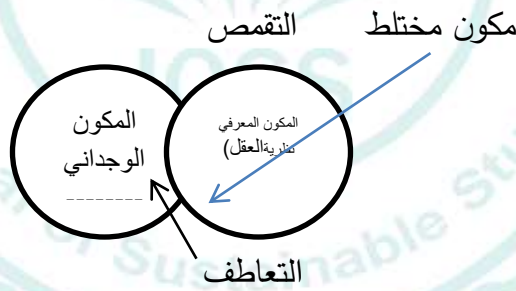 مكون مختلط
التقمص
المكون المعرفي
نظرية العقل)
المكون
الوجداني
--------
التعاطف